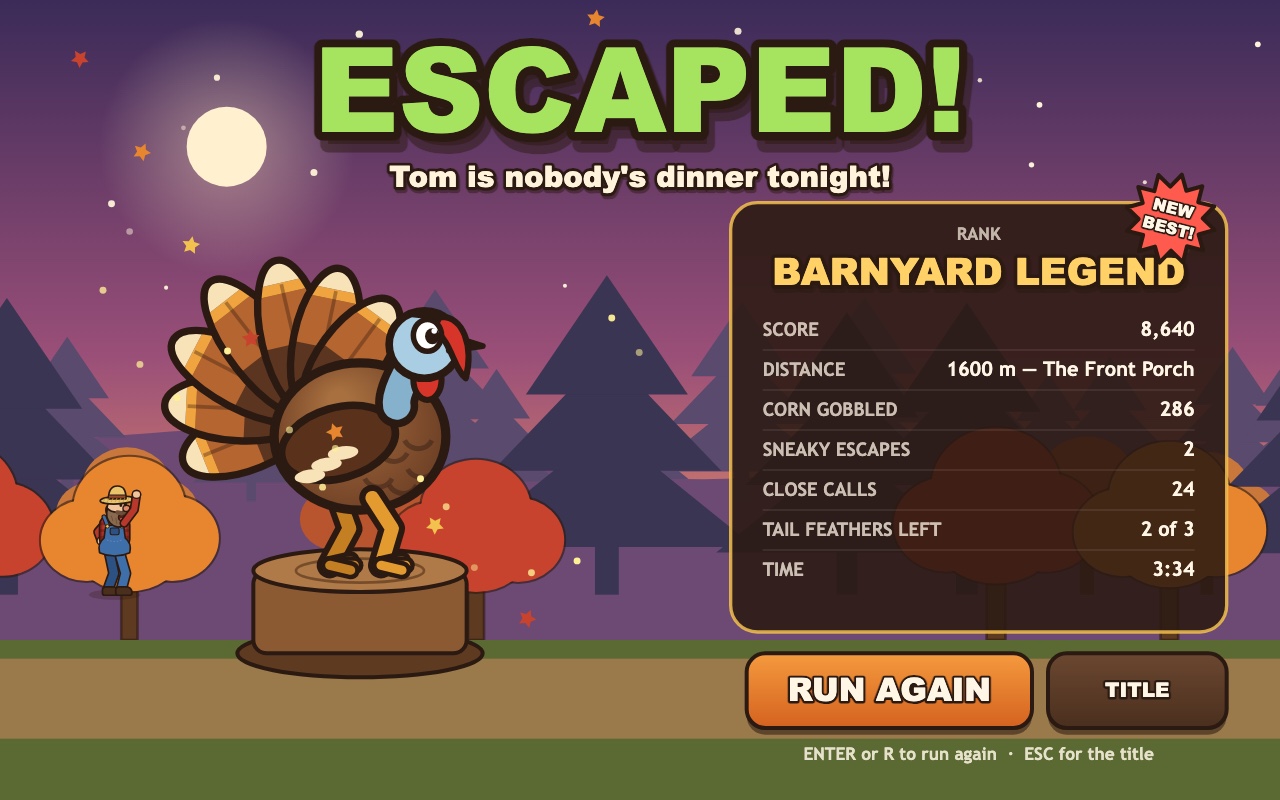 ESCAPED!
Tom is nobody's dinner tonight!
NEW
BEST!
RANK
BARNYARD LEGEND
SCORE 8,640
DISTANCE 1600 m — The Front Porch
CORN GOBBLED 286
SNEAKY ESCAPES 2
CLOSE CALLS 24
TAIL FEATHERS LEFT 2 of 3
TIME 3:34
RUN AGAIN TITLE
ENTER or R to run again · ESC for the title